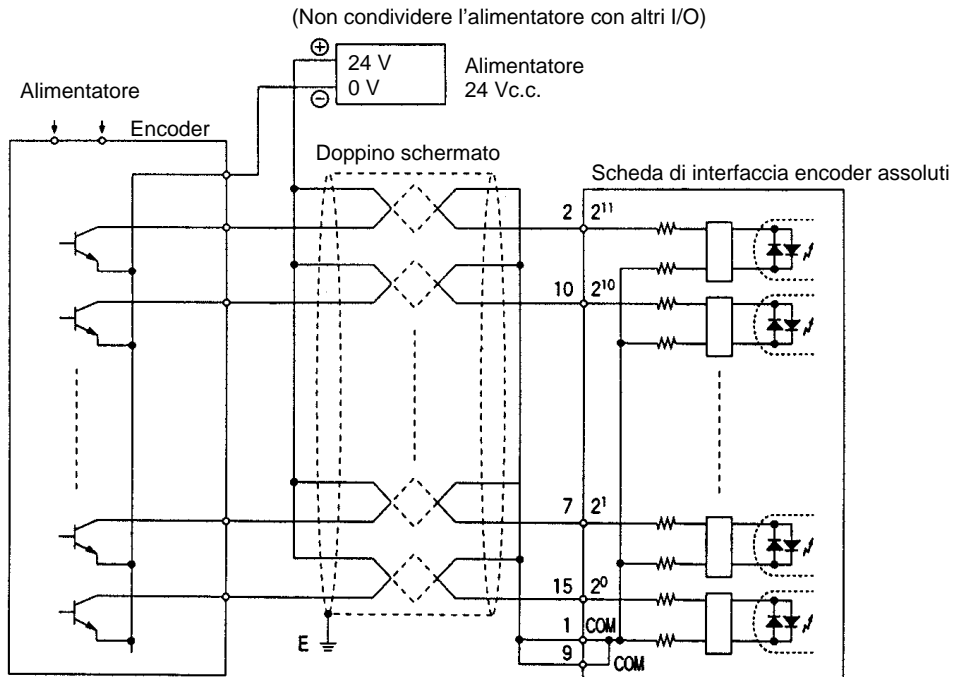 (Non condividere l'alimentatore con altri I/O)
24 V
0 V
Alimentatore
24 Vc.c.
Alimentatore
Encoder
Doppino schermato
Scheda di interfaccia encoder assoluti
2 2¹¹
10 2¹⁰
7 2¹
15 2⁰
1 COM
9 COM
E